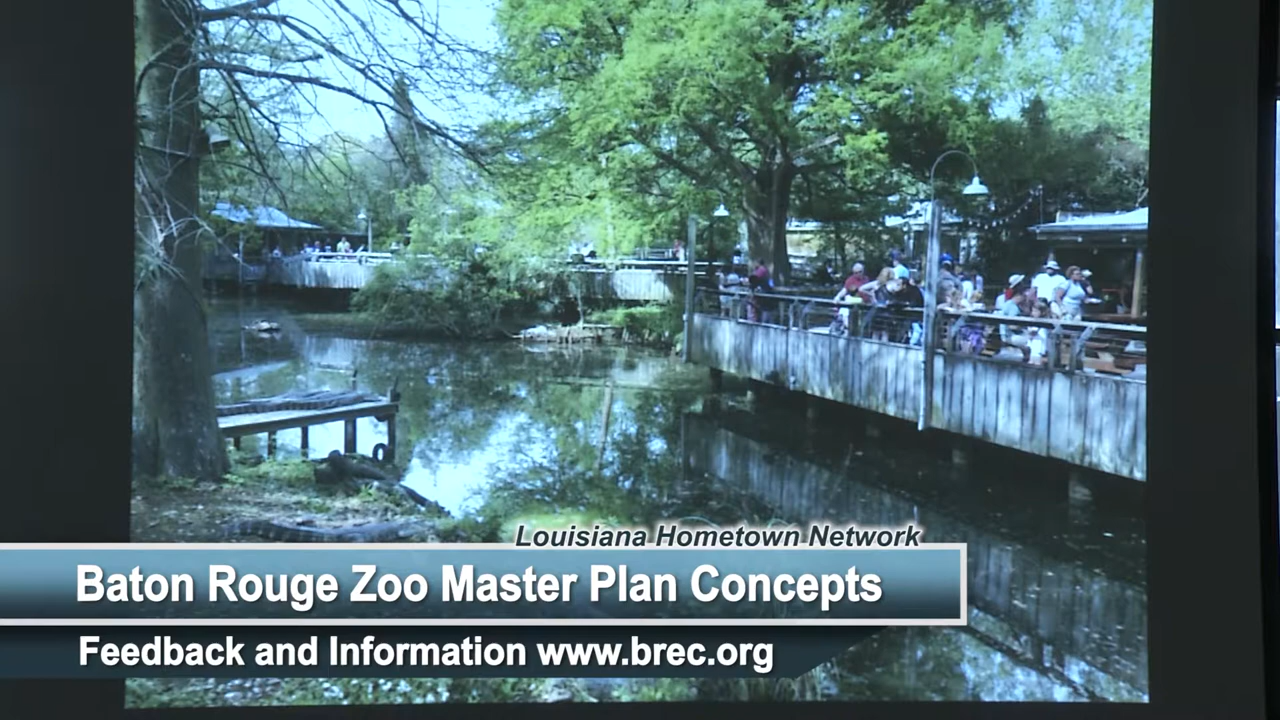 Louisiana Hometown Network
Baton Rouge Zoo Master Plan Concepts
Feedback and Information www.brec.org